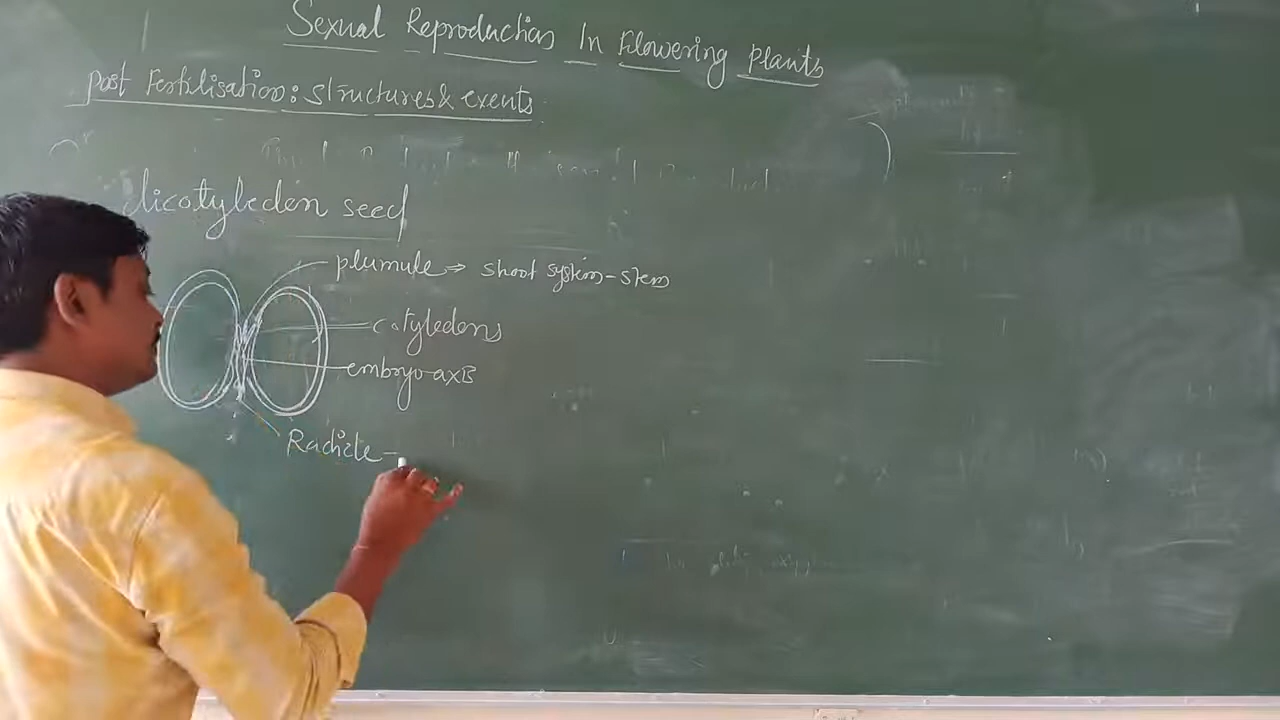 Sexual Reproduction In Flowering Plants
Post Fertilisation: Structures & events
dicotyledon seed
plumule ⇒ shoot system - stem
cotyledons
embryo axis
Radicle -